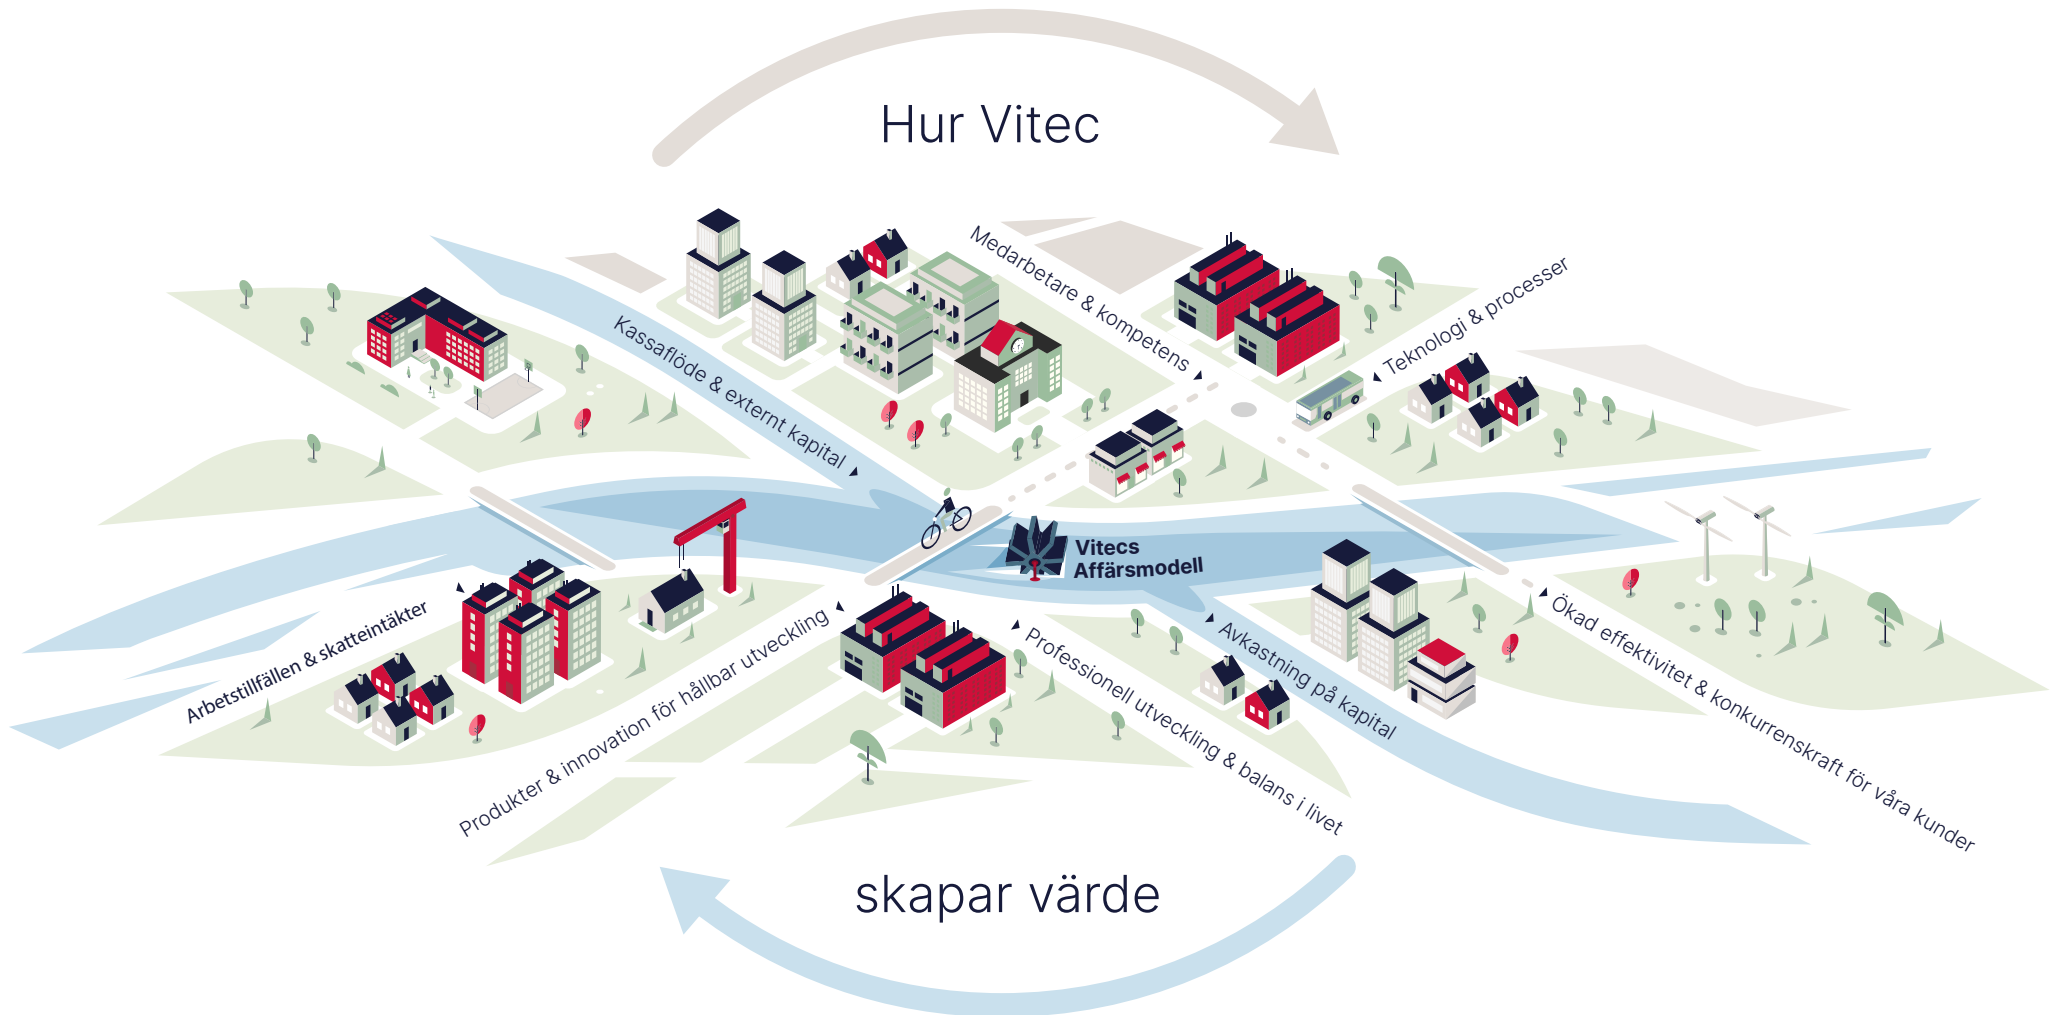 Hur Vitec
Medarbetare & kompetens
Teknologi & processer
Kassaflöde & externt kapital
Vitecs
Affärsmodell
Arbetstillfällen & skatteintäkter
Produkter & innovation för hållbar utveckling
Professionell utveckling & balans i livet
Avkastning på kapital
Ökad effektivitet & konkurrenskraft för våra kunder
skapar värde